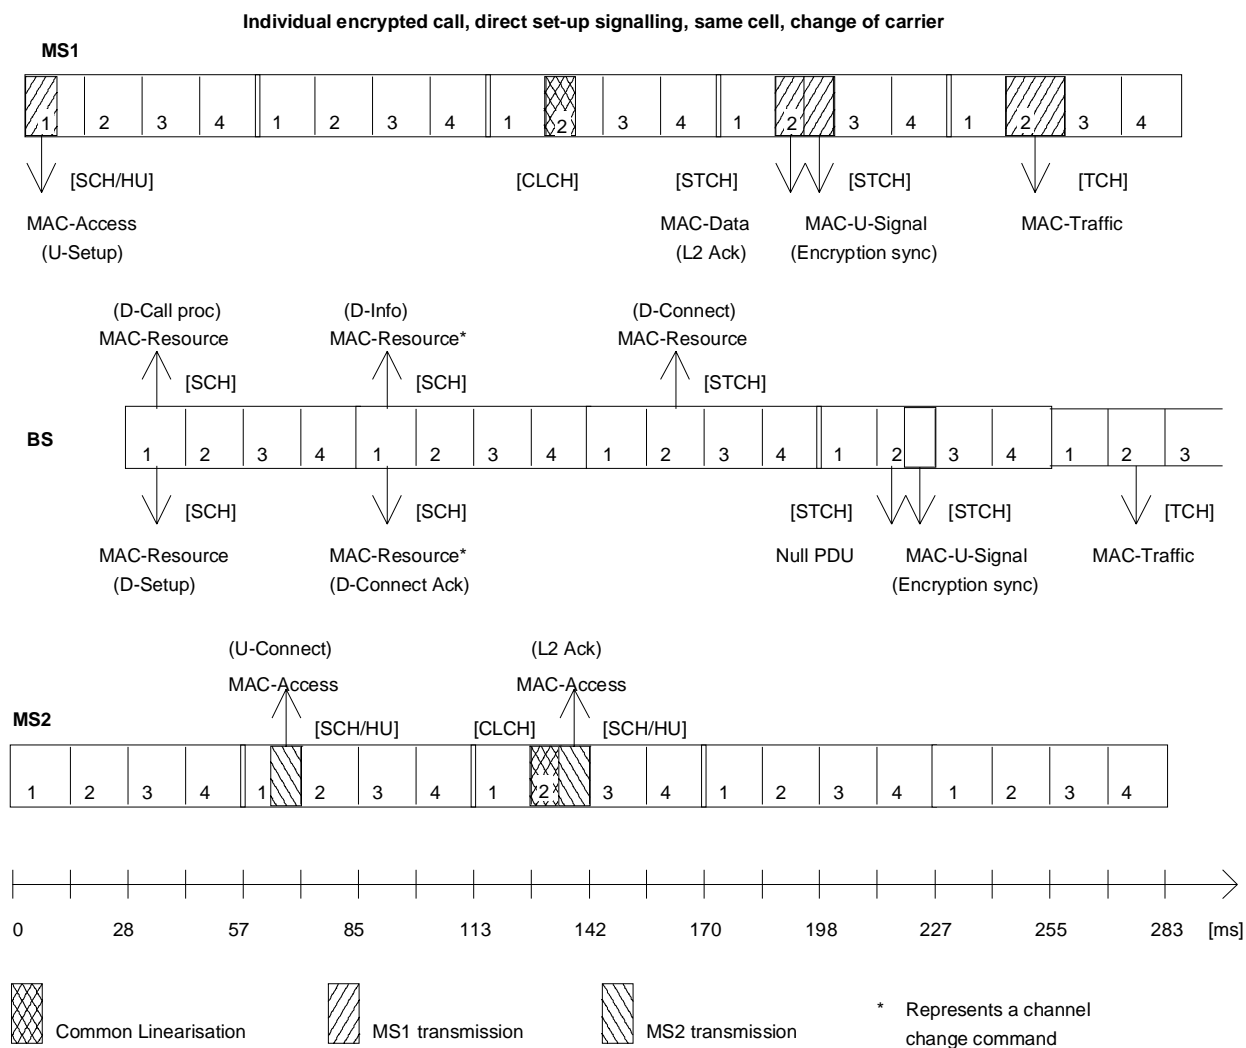 Individual encrypted call, direct set-up signalling, same cell, change of carrier
MS1
1 2 3 4 1 2 3 4 1 2 3 4 1 2 3 4 1 2 3 4
[SCH/HU] [CLCH] [STCH] [STCH] [TCH]
MAC-Access MAC-Data MAC-U-Signal MAC-Traffic
(U-Setup) (L2 Ack) (Encryption sync)
(D-Call proc) (D-Info) (D-Connect)
MAC-Resource MAC-Resource* MAC-Resource
[SCH] [SCH] [STCH]
BS
1 2 3 4 1 2 3 4 1 2 3 4 1 2 3 4 1 2 3
[SCH] [SCH] [STCH] [STCH] [TCH]
MAC-Resource MAC-Resource* Null PDU MAC-U-Signal MAC-Traffic
(D-Setup) (D-Connect Ack) (Encryption sync)
(U-Connect) (L2 Ack)
MAC-Access MAC-Access
MS2
[SCH/HU] [CLCH] [SCH/HU]
1 2 3 4 1 2 3 4 1 2 3 4 1 2 3 4 1 2 3 4
0 28 57 85 113 142 170 198 227 255 283 [ms]
Common Linearisation MS1 transmission MS2 transmission * Represents a channel
change command